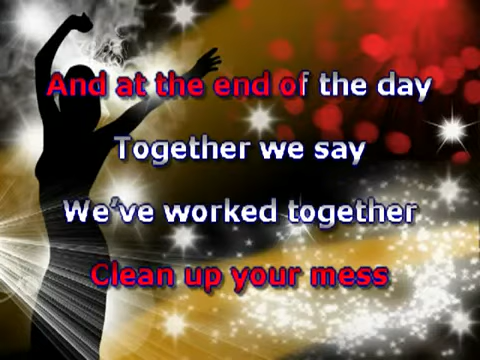 And at the end of the day
Together we say
We've worked together
Clean up your mess